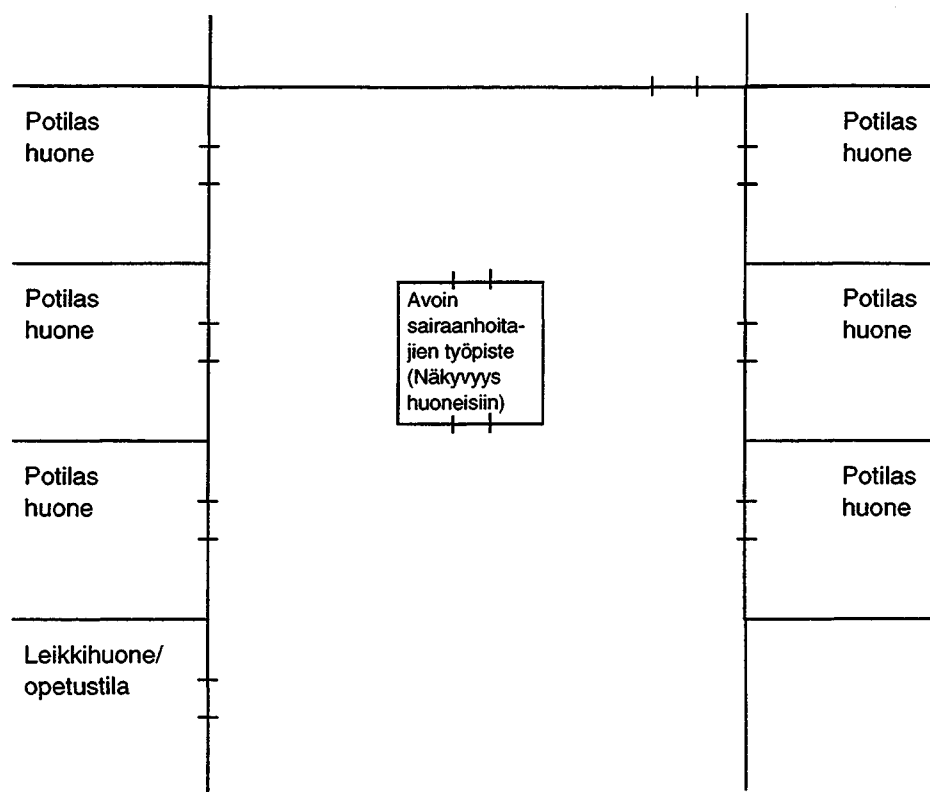 Potilas
huone
Potilas
huone
Potilas
huone
Potilas
huone
Avoin
sairaanhoita-
jien työpiste
(Näkyvyys
huoneisiin)
Potilas
huone
Potilas
huone
Leikkihuone/
opetustila